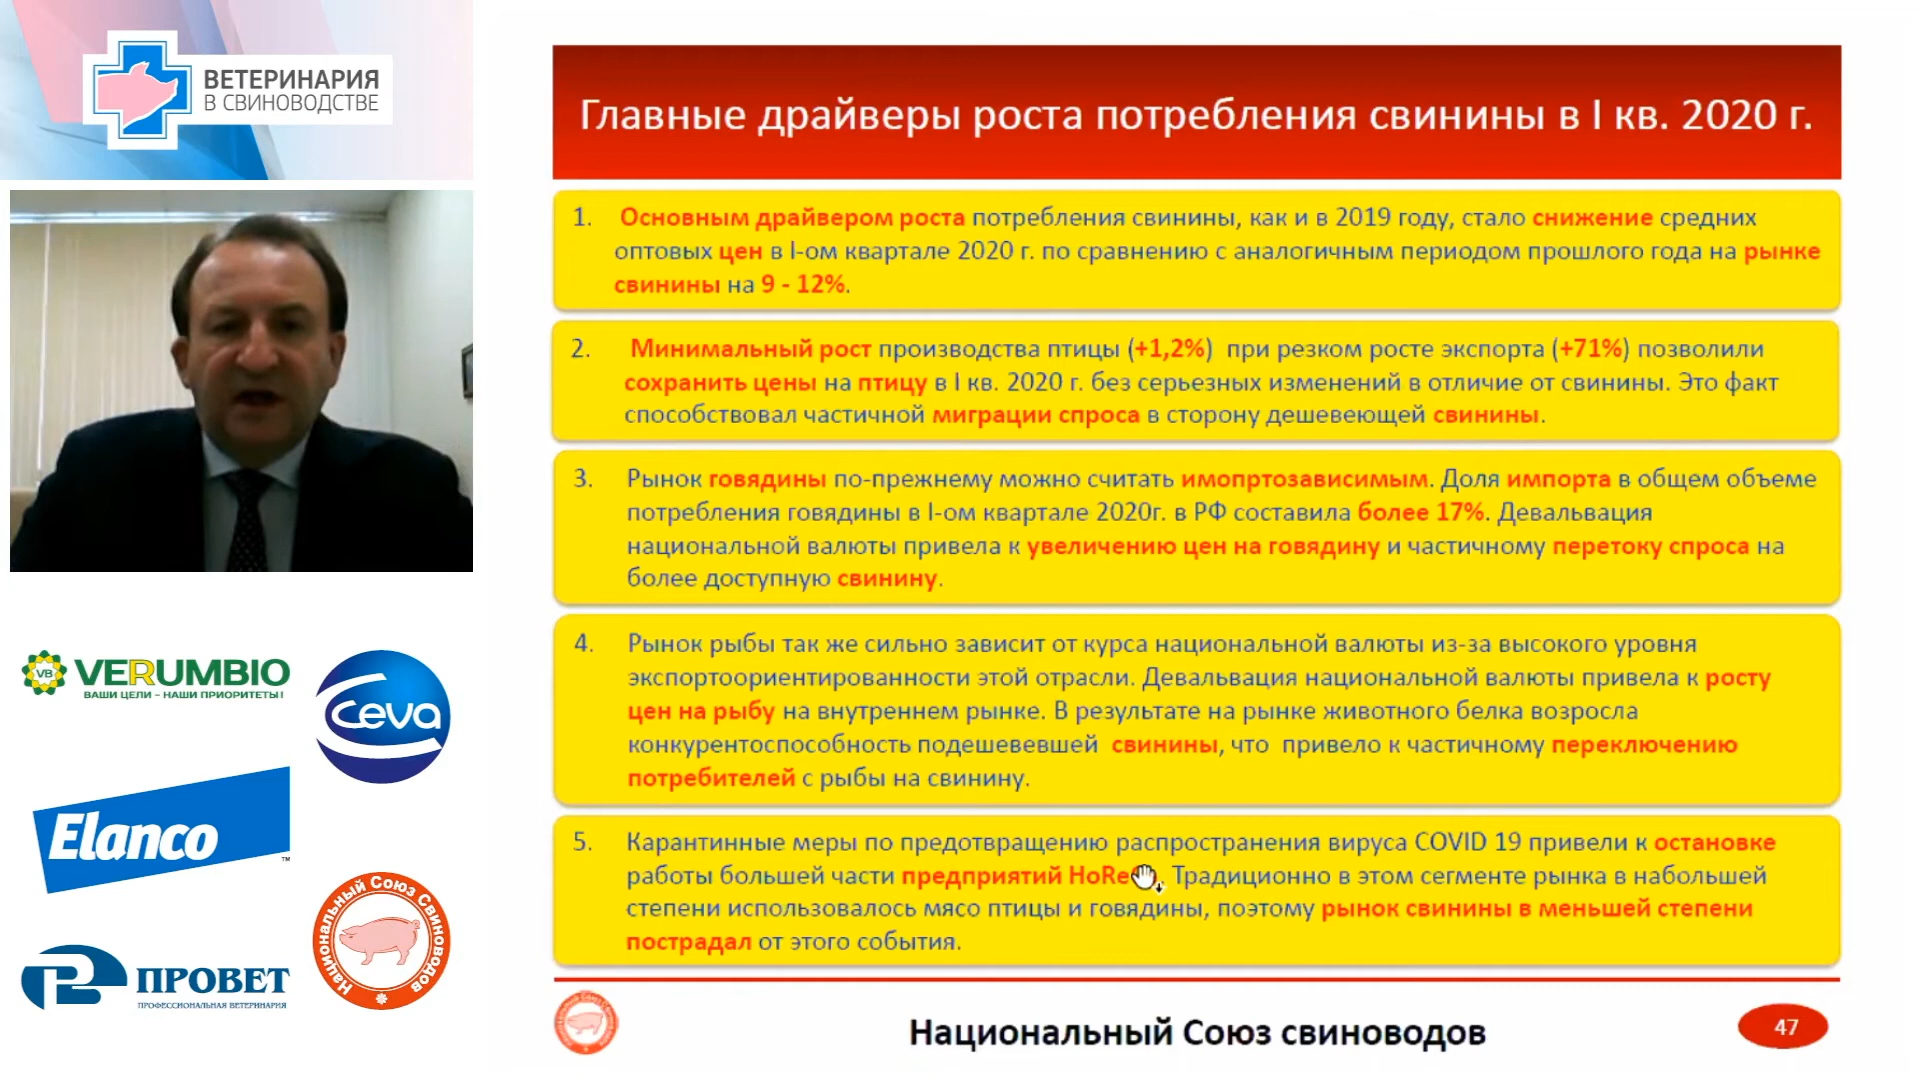 ВЕТЕРИНАРИЯ
В СВИНОВОДСТВЕ
Главные драйверы роста потребления свинины в I кв. 2020 г.
1. Основным драйвером роста потребления свинины, как и в 2019 году, стало снижение средних
оптовых цен в I-ом квартале 2020 г. по сравнению с аналогичным периодом прошлого года на рынке
свинины на 9 - 12%.
2. Минимальный рост производства птицы (+1,2%) при резком росте экспорта (+71%) позволили
сохранить цены на птицу в I кв. 2020 г. без серьезных изменений в отличие от свинины. Это факт
способствовал частичной миграции спроса в сторону дешевеющей свинины.
3. Рынок говядины по-прежнему можно считать имопртозависимым. Доля импорта в общем объеме
потребления говядины в I-ом квартале 2020г. в РФ составила более 17%. Девальвация
национальной валюты привела к увеличению цен на говядину и частичному перетоку спроса на
более доступную свинину.
4. Рынок рыбы так же сильно зависит от курса национальной валюты из-за высокого уровня
экспортоориентированности этой отрасли. Девальвация национальной валюты привела к росту
цен на рыбу на внутреннем рынке. В результате на рынке животного белка возросла
конкурентоспособность подешевевшей свинины, что привело к частичному переключению
потребителей с рыбы на свинину.
5. Карантинные меры по предотвращению распространения вируса COVID 19 привели к остановке
работы большей части предприятий HoRe Традиционно в этом сегменте рынка в набольшей
степени использовалось мясо птицы и говядины, поэтому рынок свинины в меньшей степени
пострадал от этого события.
Национальный Союз свиноводов
47
VB VERUMBIO
ВАШИ ЦЕЛИ – НАШИ ПРИОРИТЕТЫ!
Ceva
Elanco
TM
Национальный Союз Свиноводов
ПРОВЕТ
ПРОФЕССИОНАЛЬНАЯ ВЕТЕРИНАРИЯ